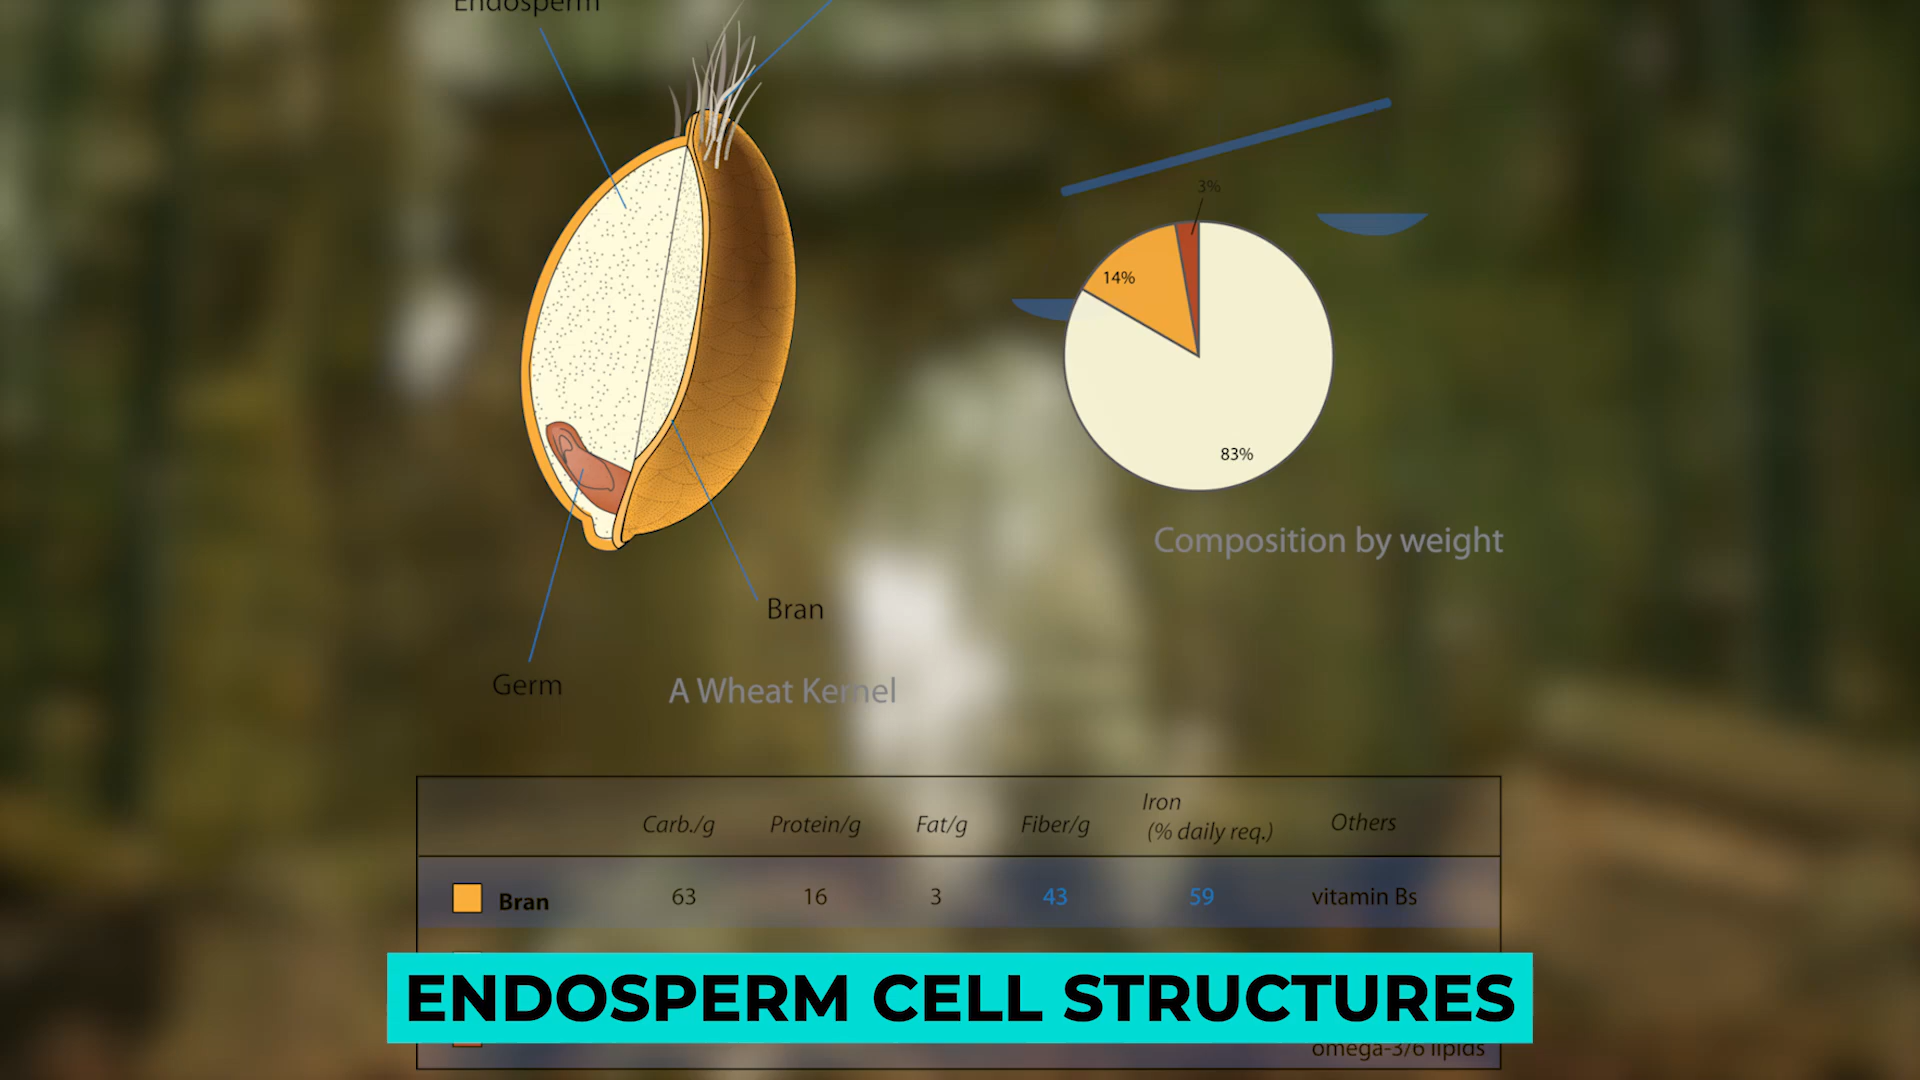 Endosperm
3%
14%
83%
Composition by weight
Bran
Germ
A Wheat Kernel
Carb./g Protein/g Fat/g Fiber/g Iron (% daily req.) Others
Bran 63 16 3 43 59 vitamin Bs
ENDOSPERM CELL STRUCTURES
omega-3/6 lipids